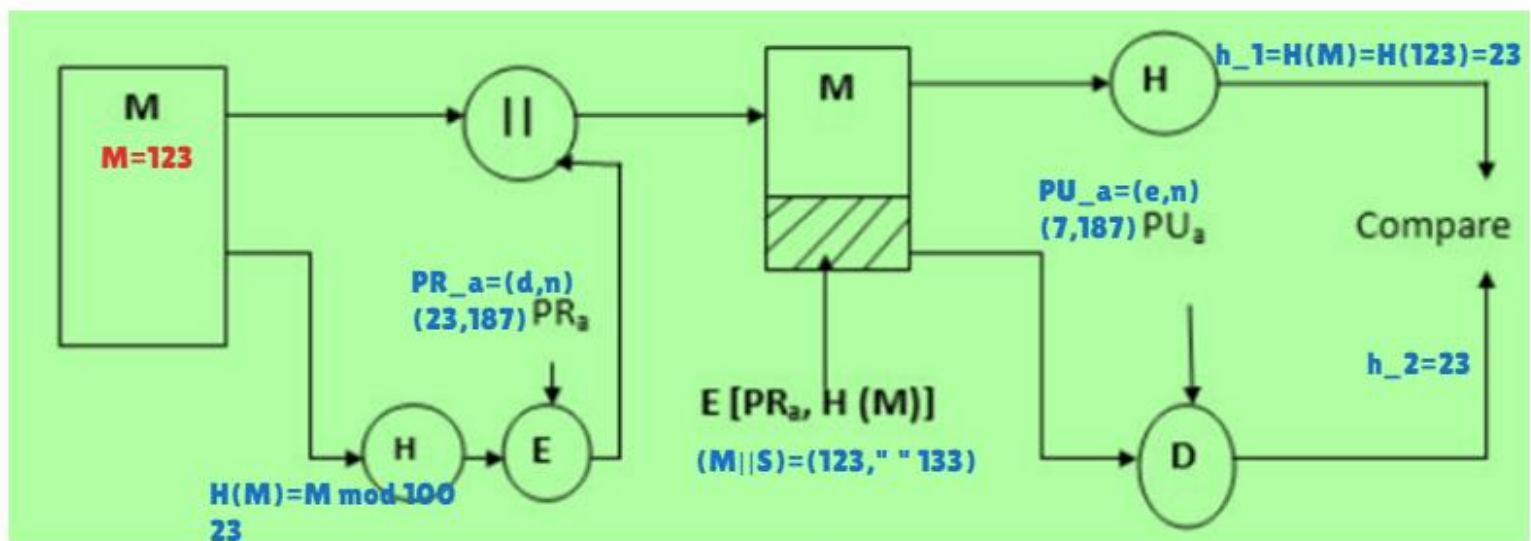 M
M=123
||
M
H
h_1=H(M)=H(123)=23
PU_a=(e,n)
(7,187) PUₐ
Compare
PR_a=(d,n)
(23,187) PRₐ
h_2=23
H
E
E [PRₐ, H (M)]
(M||S)=(123," " 133)
D
H(M)=M mod 100
23